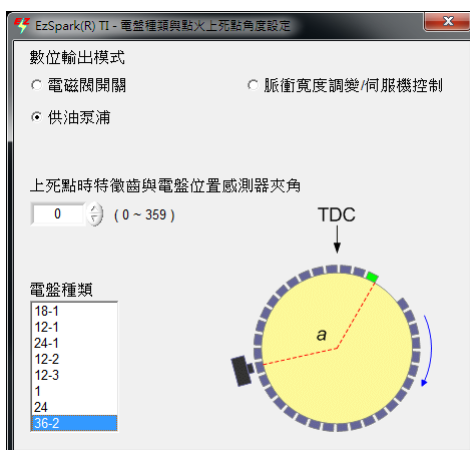 EzSpark(R) TI - 電盤種類與點火上死點角度設定
數位輸出模式
電磁閥開關
脈衝寬度調變/伺服機控制
供油泵浦
上死點時特徵齒與電盤位置感測器夾角
0
( 0 ~ 359 )
TDC
電盤種類
18-1
12-1
24-1
12-2
12-3
1
24
36-2
a